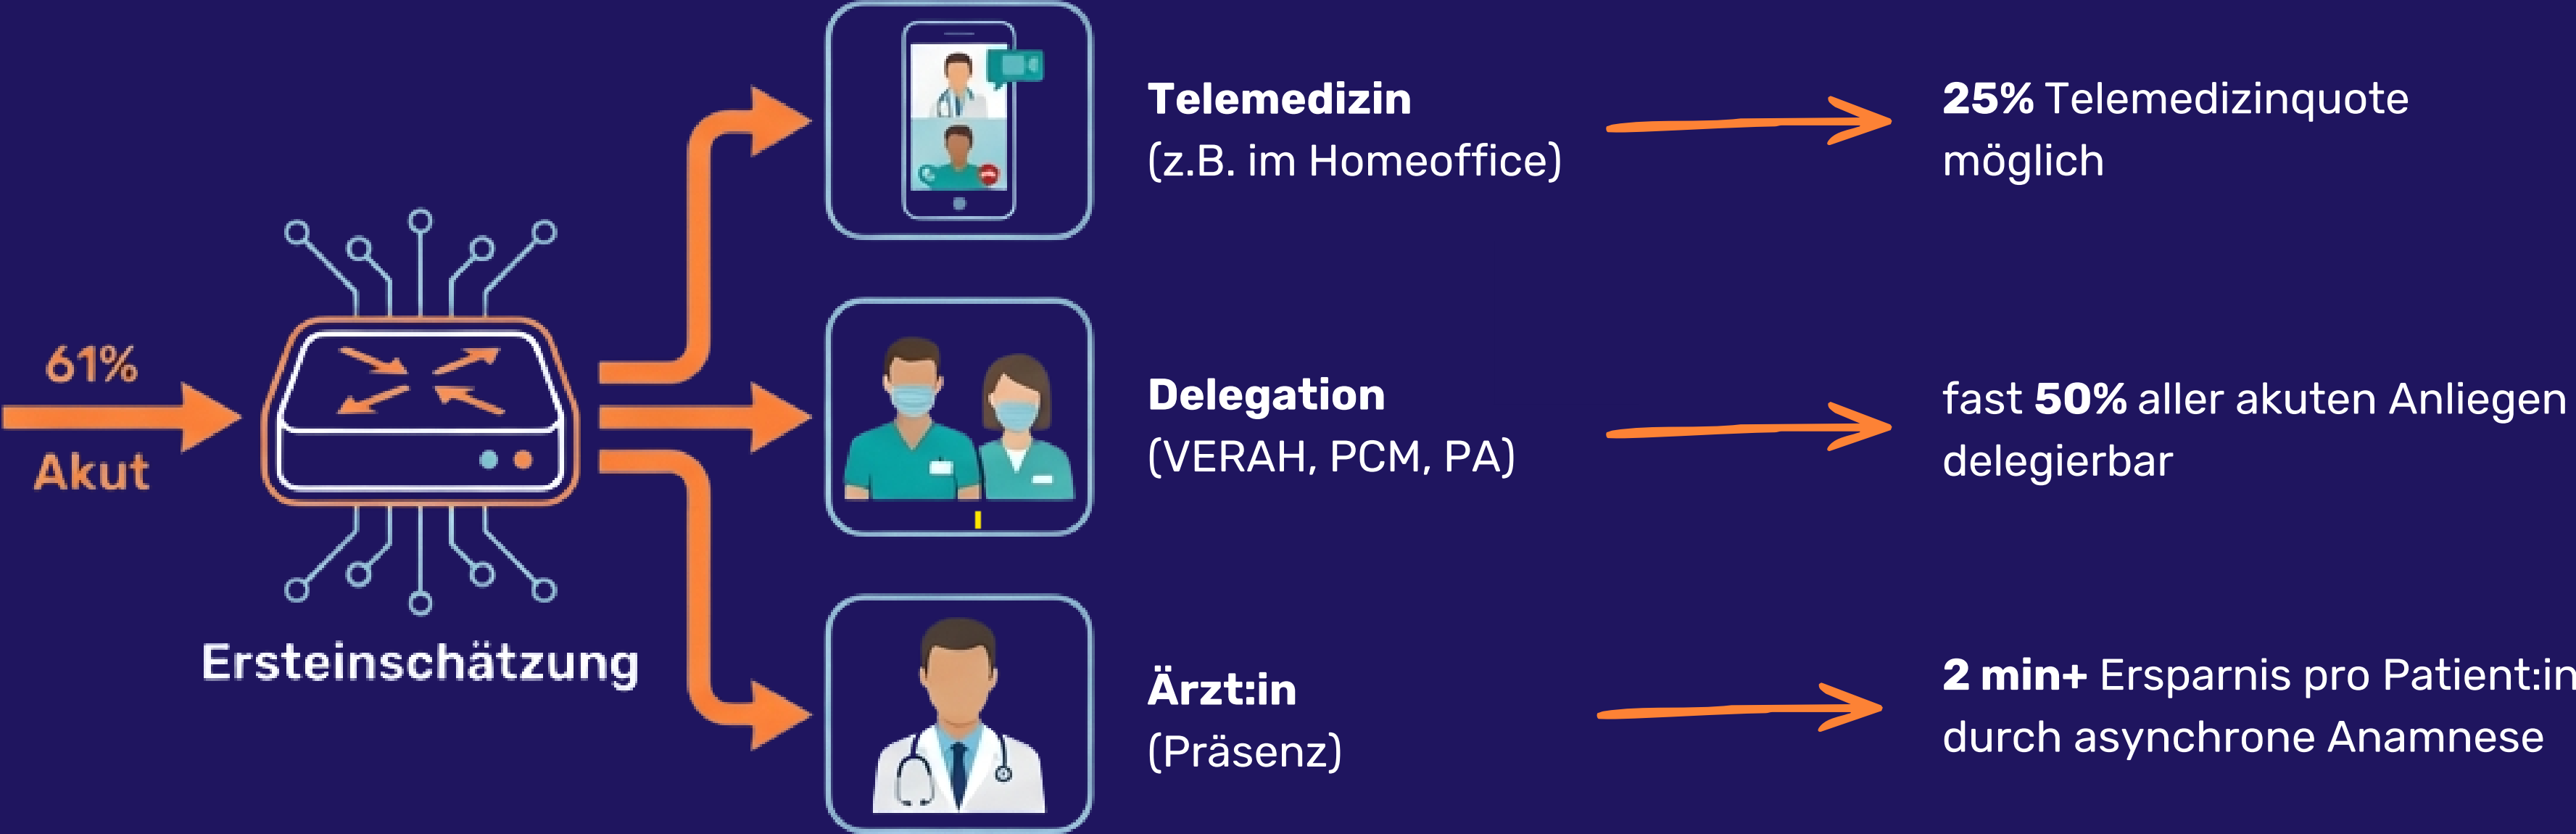 61%
Akut
Ersteinschätzung
Telemedizin
(z.B. im Homeoffice)
25% Telemedizinquote
möglich
Delegation
(VERAH, PCM, PA)
fast 50% aller akuten Anliegen
delegierbar
Ärzt:in
(Präsenz)
2 min+ Ersparnis pro Patient:in
durch asynchrone Anamnese